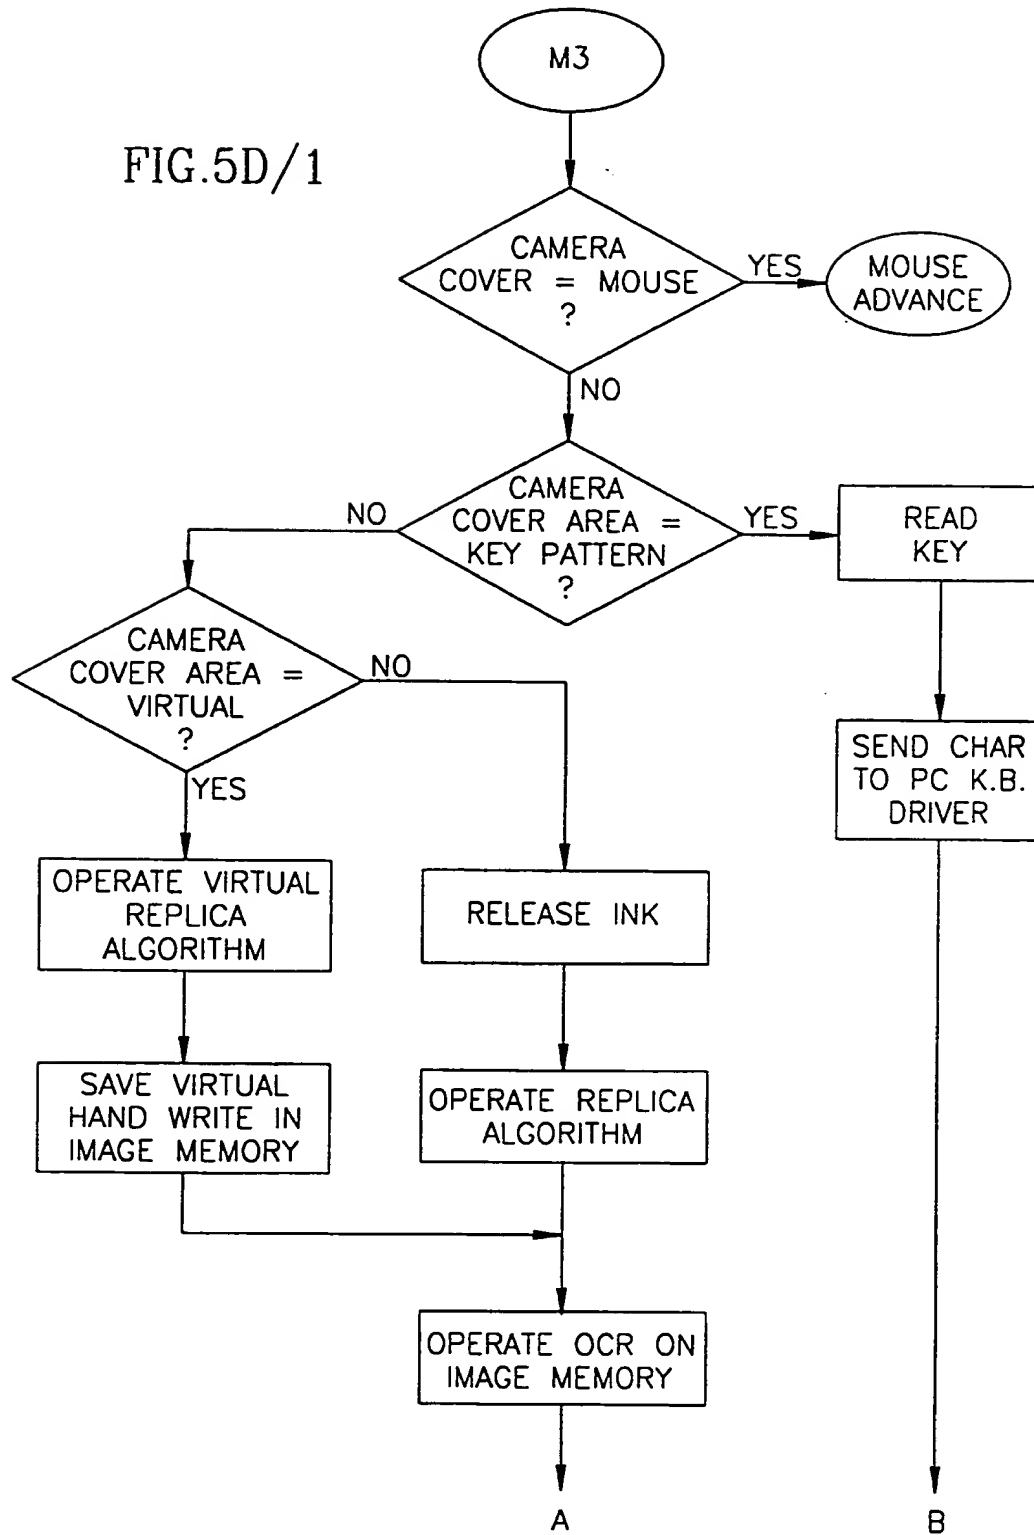 M3
FIG.5D/1
CAMERA
COVER = MOUSE
?
YES
MOUSE
ADVANCE
NO
CAMERA
COVER AREA =
KEY PATTERN
?
NO
YES
READ
KEY
CAMERA
COVER AREA =
VIRTUAL
?
NO
YES
SEND CHAR
TO PC K.B.
DRIVER
OPERATE VIRTUAL
REPLICA
ALGORITHM
RELEASE INK
SAVE VIRTUAL
HAND WRITE IN
IMAGE MEMORY
OPERATE REPLICA
ALGORITHM
OPERATE OCR ON
IMAGE MEMORY
A
B